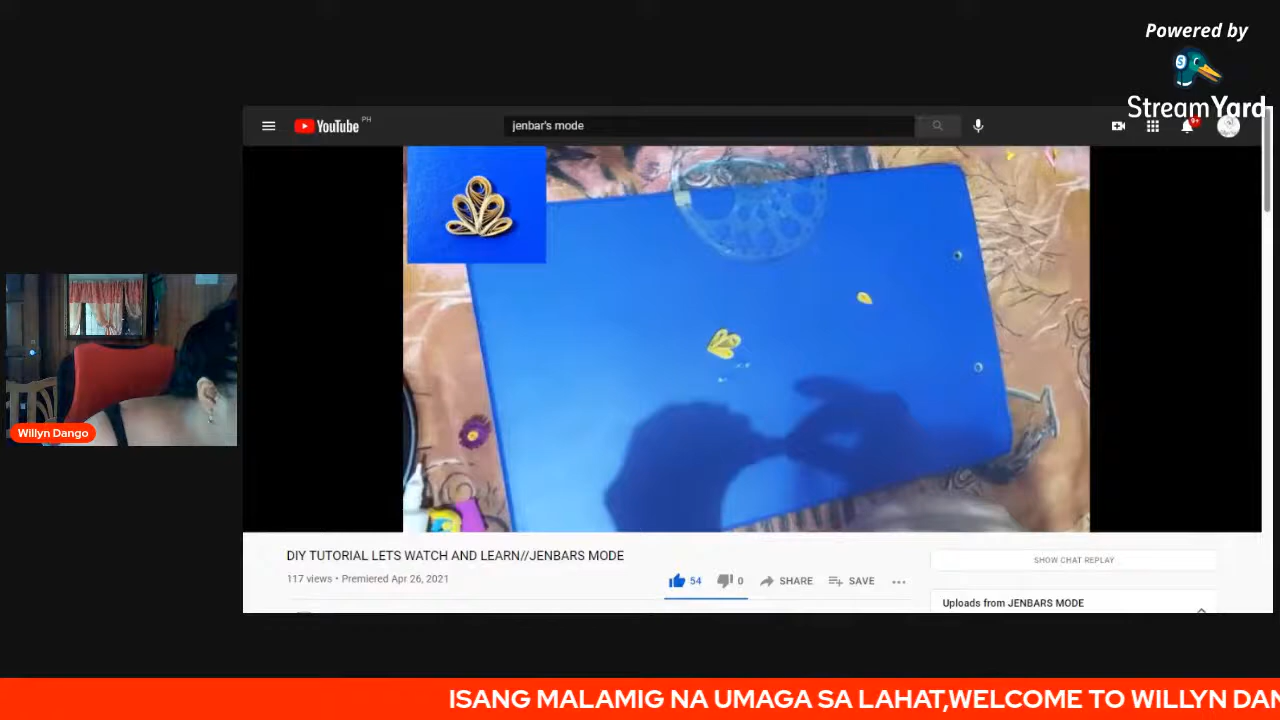 Powered by
StreamYard
YouTube PH
jenbar's mode
9+
Willyn Dango
DIY TUTORIAL LETS WATCH AND LEARN//JENBARS MODE
117 views • Premiered Apr 26, 2021
54
0
SHARE
SAVE
SHOW CHAT REPLAY
Uploads from JENBARS MODE
ISANG MALAMIG NA UMAGA SA LAHAT,WELCOME TO WILLYN DAN